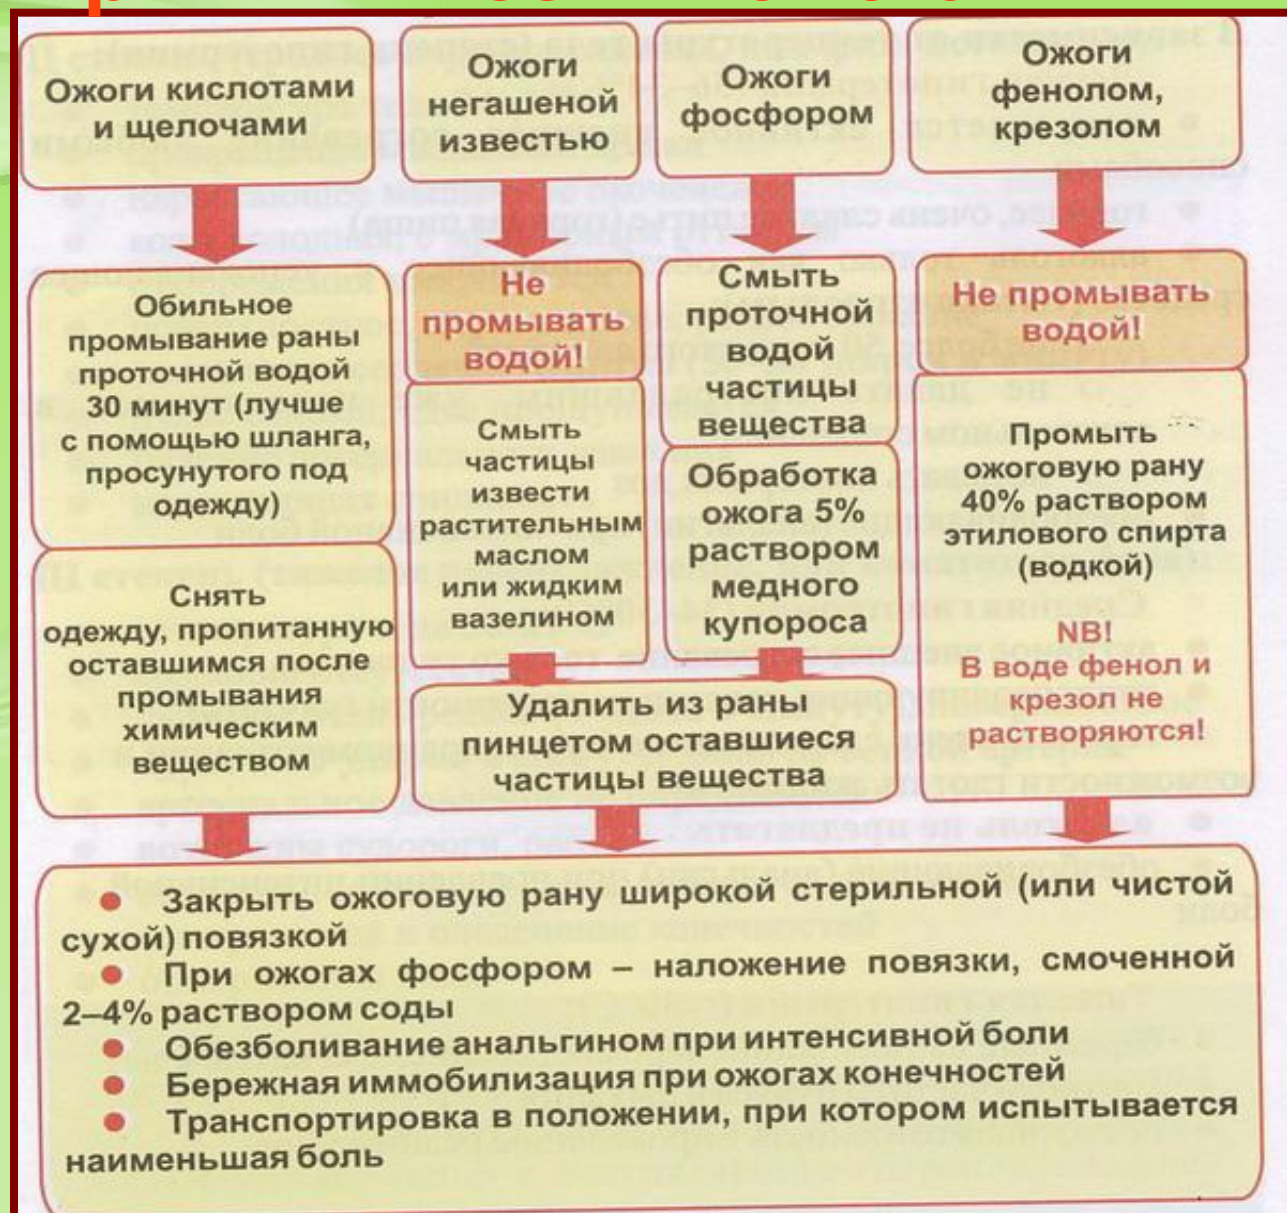 Ожоги кислотами
и щелочами
Ожоги
негашеной
известью
Ожоги
фосфором
Ожоги
фенолом,
крезолом
Обильное
промывание раны
проточной водой
30 минут (лучше
с помощью шланга,
просунутого под
одежду)
Снять
одежду, пропитанную
оставшимся после
промывания
химическим
веществом
Не
промывать
водой!
Смыть
частицы
извести
растительным
маслом
или жидким
вазелином
Смыть
проточной
водой
частицы
вещества
Обработка
ожога 5%
раствором
медного
купороса
Удалить из раны
пинцетом оставшиеся
частицы вещества
Не промывать
водой!
Промыть
ожоговую рану
40% раствором
этилового спирта
(водкой)
NB!
В воде фенол и
крезол не
растворяются!
● Закрыть ожоговую рану широкой стерильной (или чистой
сухой) повязкой
● При ожогах фосфором – наложение повязки, смоченной
2–4% раствором соды
● Обезболивание анальгином при интенсивной боли
● Бережная иммобилизация при ожогах конечностей
● Транспортировка в положении, при котором испытывается
наименьшая боль